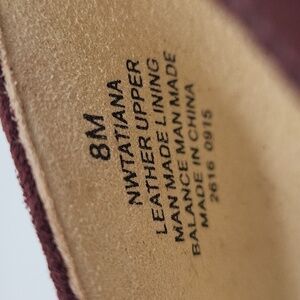 8M
NWTATIANA
LEATHER UPPER
MAN MADE LINING
BALANCE MAN MADE
MADE IN CHINA
2616 0915